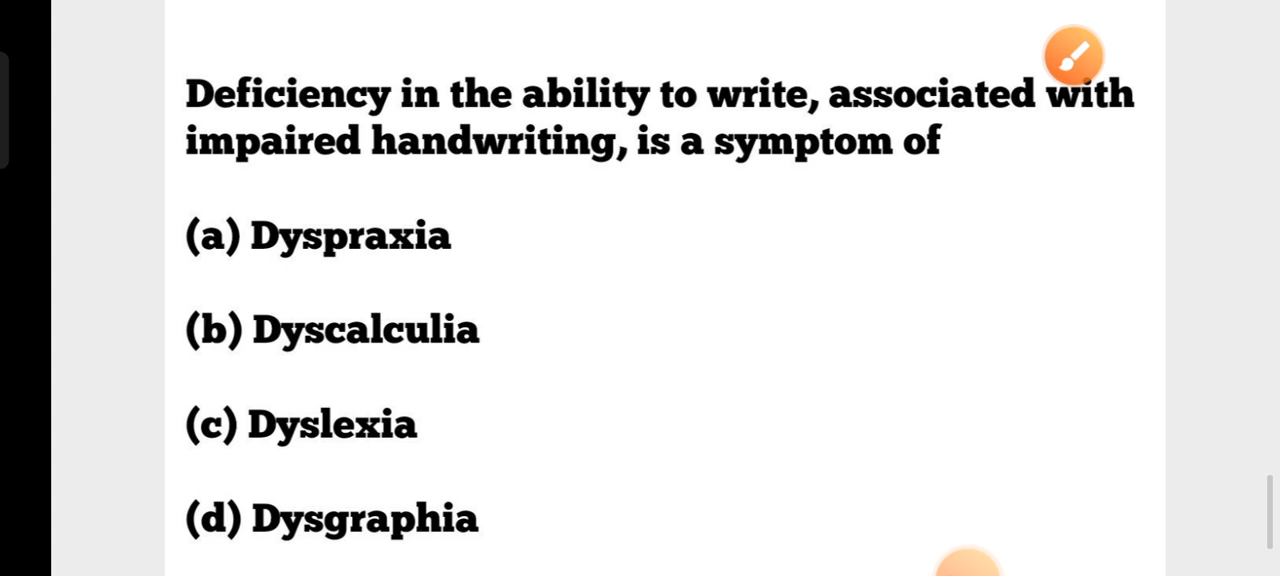 Deficiency in the ability to write, associated with
impaired handwriting, is a symptom of
(a) Dyspraxia
(b) Dyscalculia
(c) Dyslexia
(d) Dysgraphia